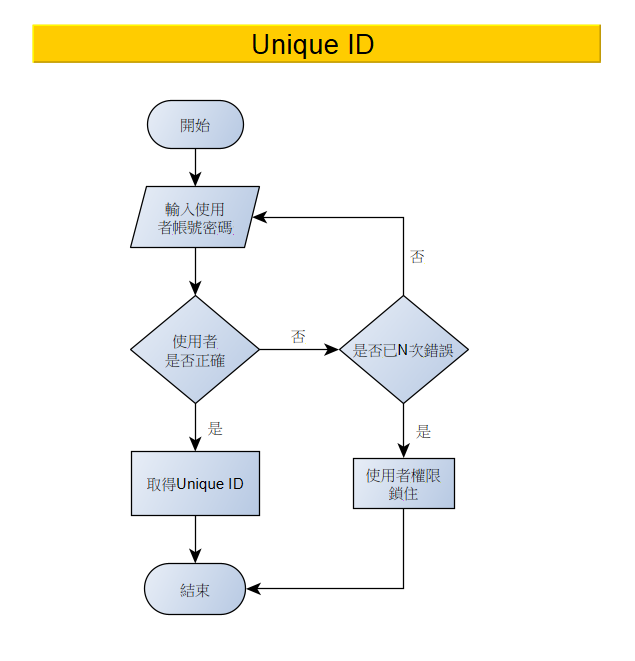 Unique ID
開始
輸入使用
者帳號密碼
否
使用者
是否正確
否
是否已N次錯誤
是
是
取得Unique ID
使用者權限
鎖住
結束